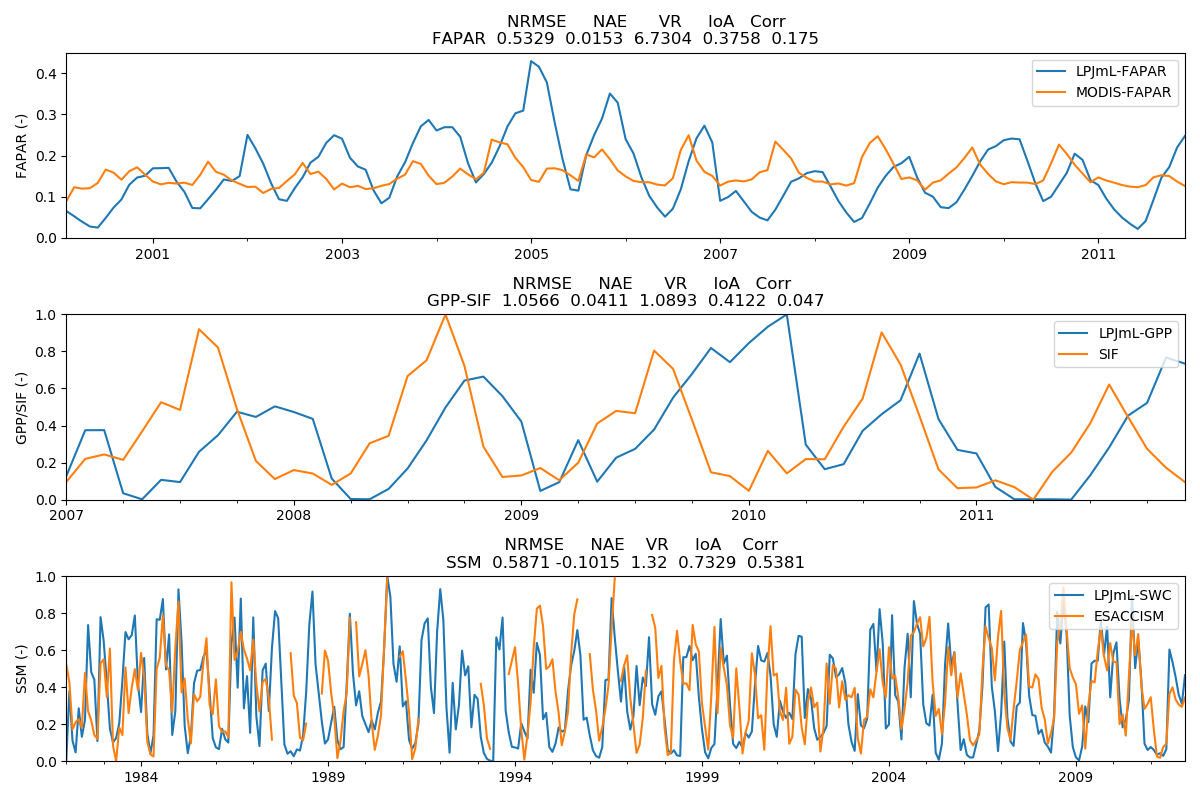 NRMSE NAE VR IoA Corr
FAPAR 0.5329 0.0153 6.7304 0.3758 0.175
FAPAR (-)
0.4
0.3
0.2
0.1
0.0
LPJmL-FAPAR
MODIS-FAPAR
2001 2003 2005 2007 2009 2011
NRMSE NAE VR IoA Corr
GPP-SIF 1.0566 0.0411 1.0893 0.4122 0.047
GPP/SIF (-)
1.0
0.8
0.6
0.4
0.2
0.0
LPJmL-GPP
SIF
2007 2008 2009 2010 2011
NRMSE NAE VR IoA Corr
SSM 0.5871 -0.1015 1.32 0.7329 0.5381
SSM (-)
1.0
0.8
0.6
0.4
0.2
0.0
LPJmL-SWC
ESACCISM
1984 1989 1994 1999 2004 2009